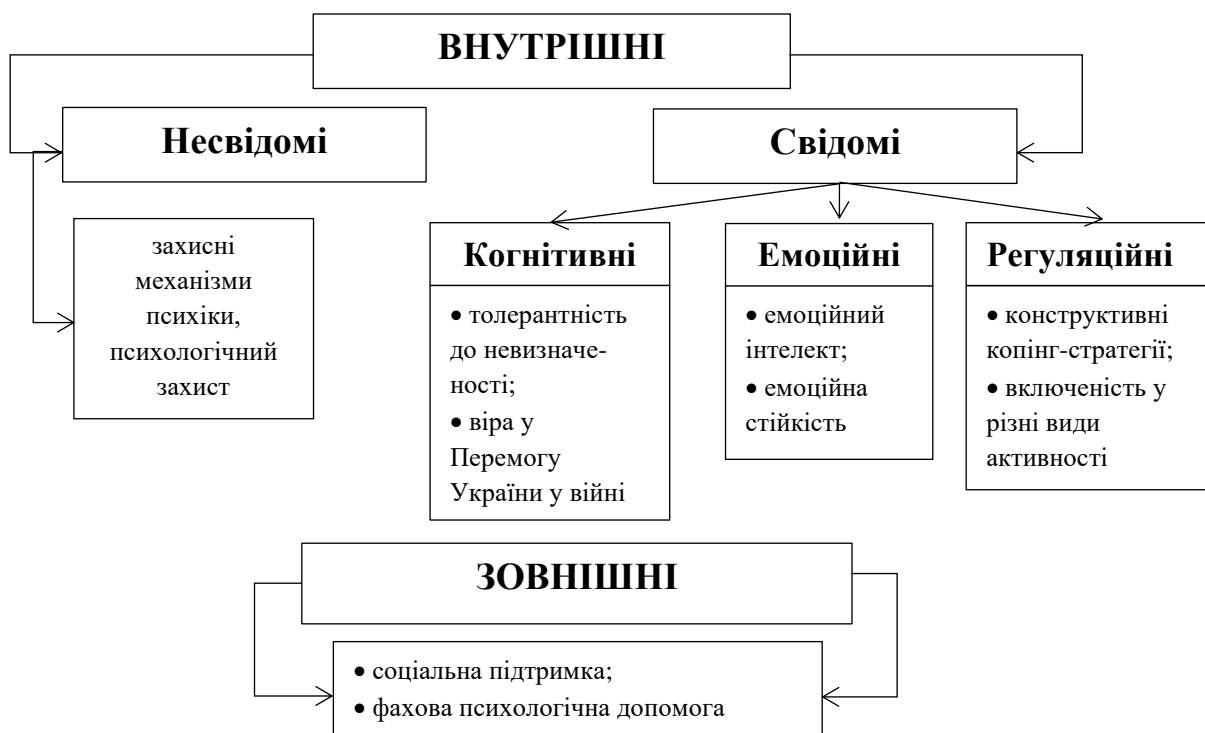 ВНУТРІШНІ
Несвідомі
Свідомі
захисні
механізми
психіки,
психологічний
захист
Когнітивні
• толерантність
до невизначе-
ності;
• віра у
Перемогу
України у війні
Емоційні
• емоційний
інтелект;
• емоційна
стійкість
Регуляційні
• конструктивні
копінг-стратегії;
• включеність у
різні види
активності
ЗОВНІШНІ
• соціальна підтримка;
• фахова психологічна допомога